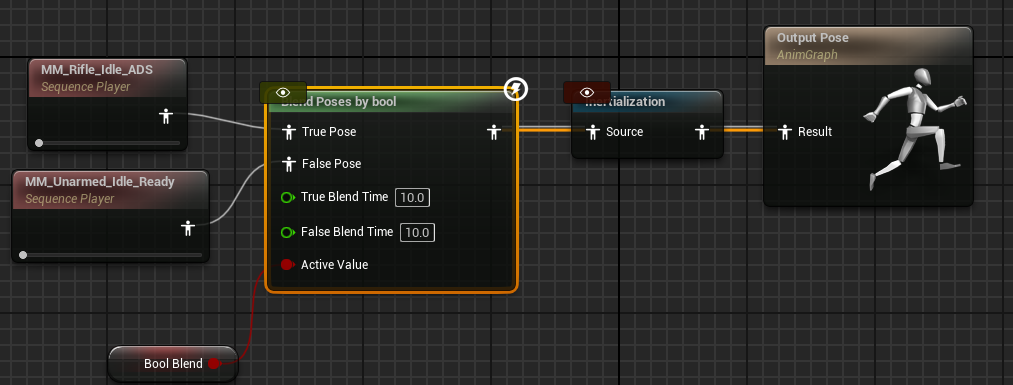 MM_Rifle_Idle_ADS
Sequence Player
MM_Unarmed_Idle_Ready
Sequence Player
Blend Poses by bool
True Pose
False Pose
True Blend Time 10.0
False Blend Time 10.0
Active Value
Bool Blend
Inertialization
Source
Output Pose
AnimGraph
Result